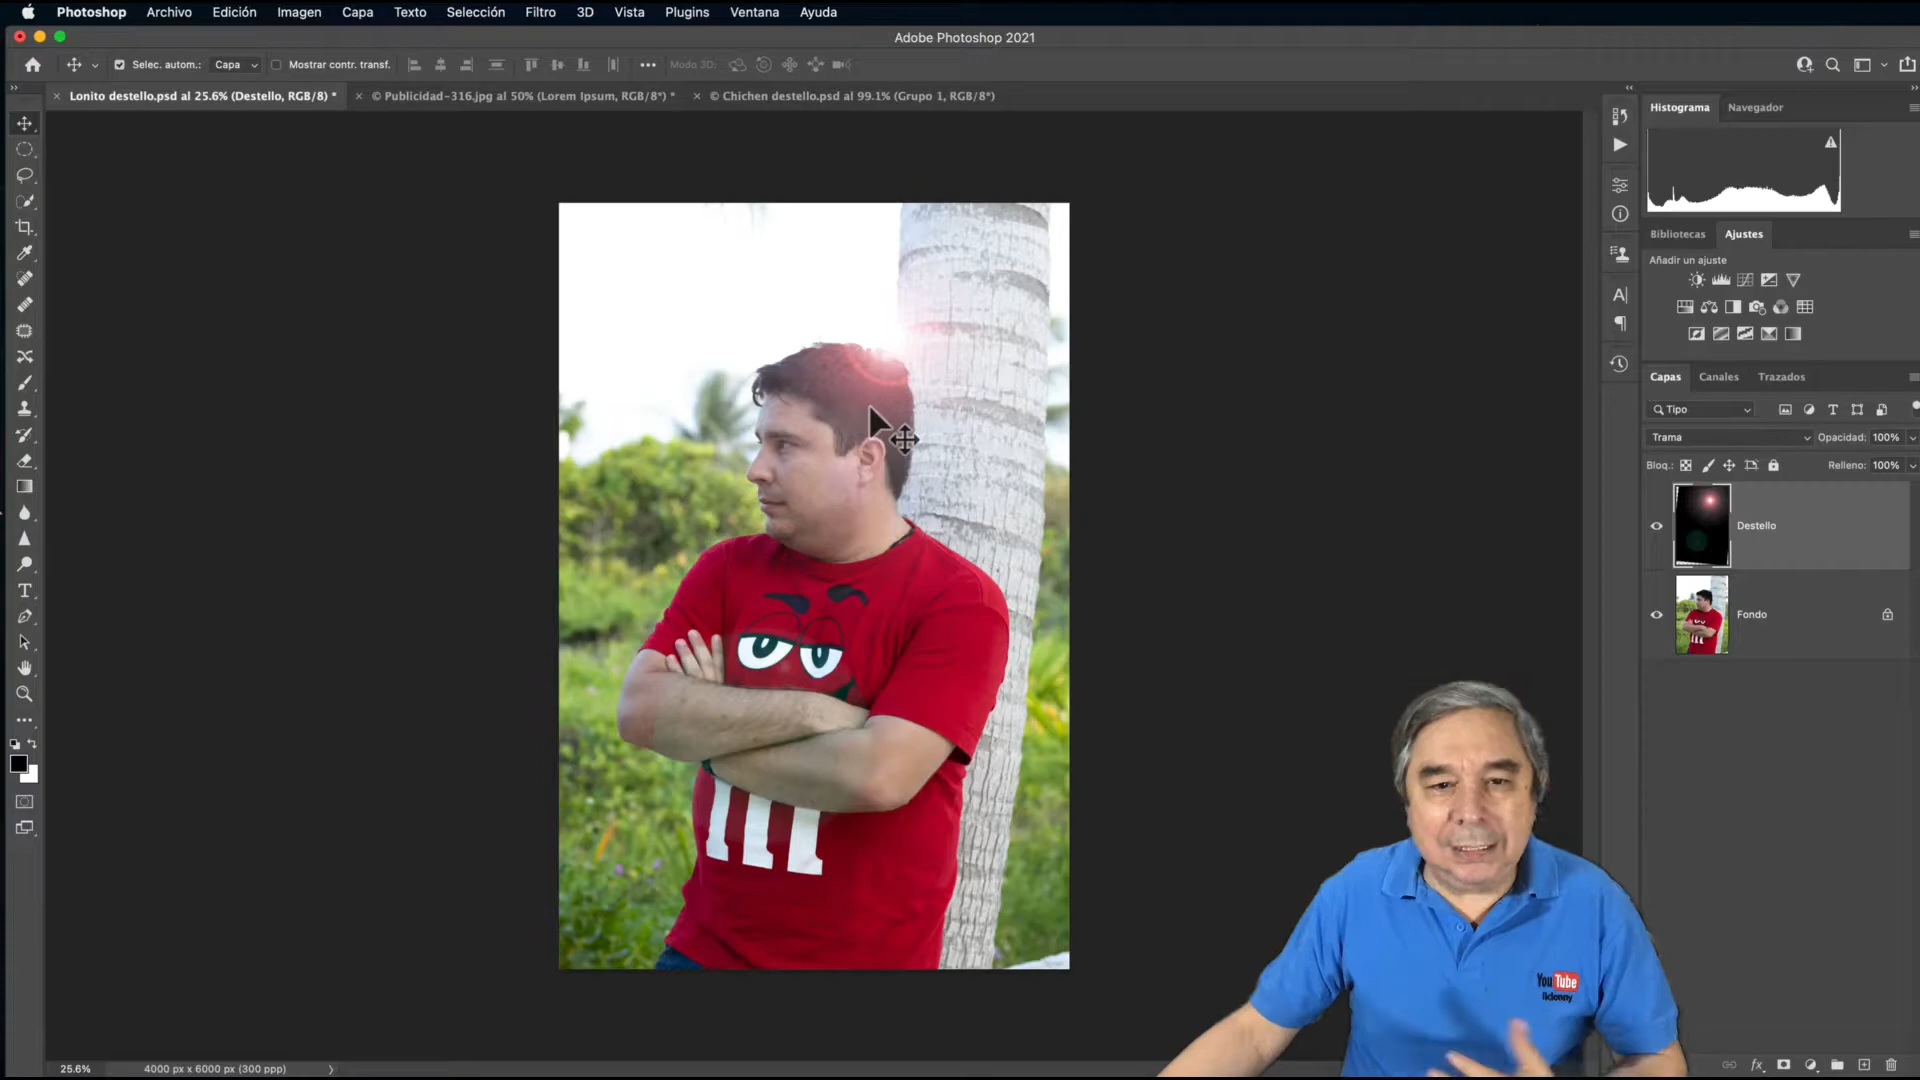 Photoshop Archivo Edición Imagen Capa Texto Selección Filtro 3D Vista Plugins Ventana Ayuda
Adobe Photoshop 2021
Selec. autom.: Capa Mostrar contr. transf. Modo 3D:
Lonito destello.psd al 25.6% (Destello, RGB/8) * © Publicidad-316.jpg al 50% (Lorem Ipsum, RGB/8*) * © Chichen destello.psd al 99.1% (Grupo 1, RGB/8*)
Histograma Navegador
Bibliotecas Ajustes
Añadir un ajuste
Capas Canales Trazados
Tipo
Trama Opacidad: 100%
Bloq.: Relleno: 100%
Destello
Fondo
YouTube
lldenny
25.6% 4000 px x 6000 px (300 ppp)